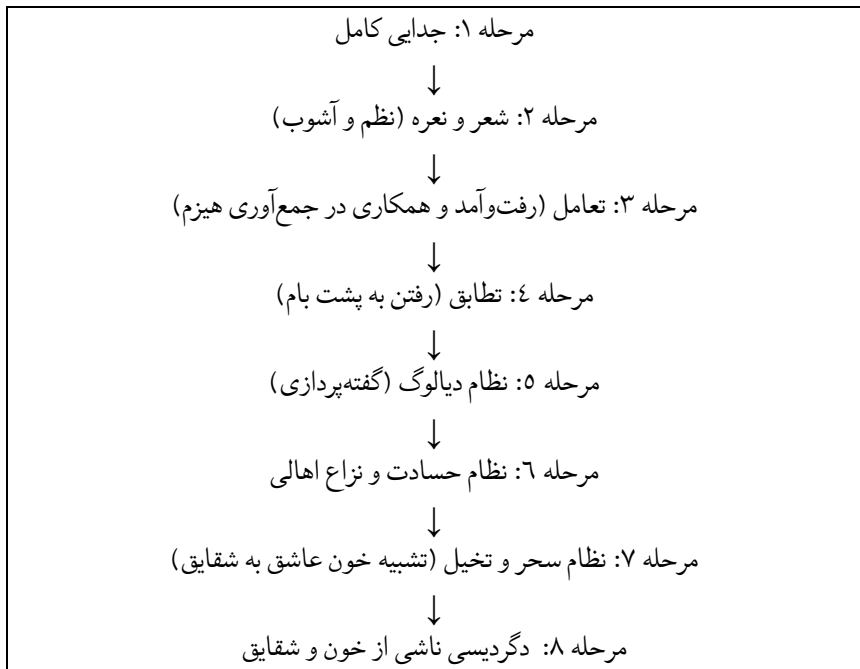 مرحله ۱: جدایی کامل
↓
مرحله ۲: شعر و نعره (نظم و آشوب)
↓
مرحله ۳: تعامل (رفت‌وآمد و همکاری در جمع‌آوری هیزم)
↓
مرحله ٤: تطابق (رفتن به پشت بام)
↓
مرحله ٥: نظام دیالوگ (گفته‌پردازی)
↓
مرحله ٦: نظام حسادت و نزاع اهالی
↓
مرحله ۷: نظام سحر و تخیل (تشبیه خون عاشق به شقایق)
↓
مرحله ۸: دگردیسی ناشی از خون و شقایق